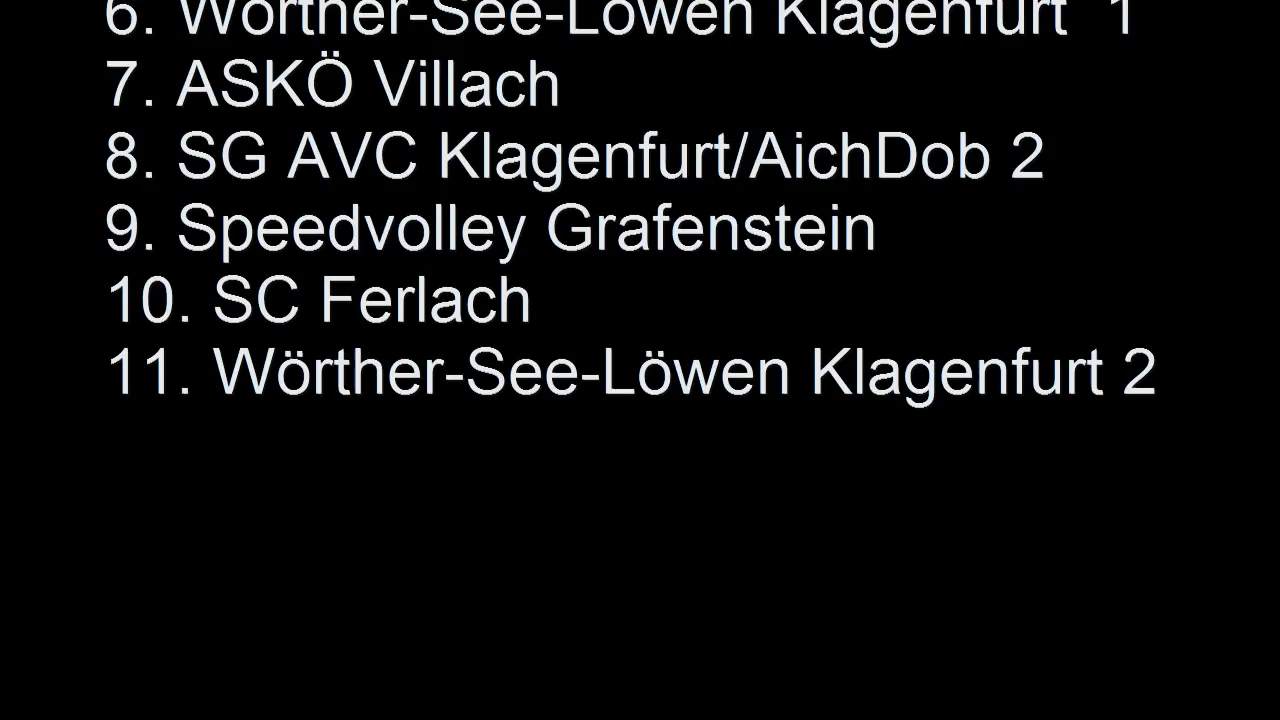 6. Wörther-See-Löwen Klagenfurt  1
7. ASKÖ Villach
8. SG AVC Klagenfurt/AichDob 2
9. Speedvolley Grafenstein
10. SC Ferlach
11. Wörther-See-Löwen Klagenfurt 2